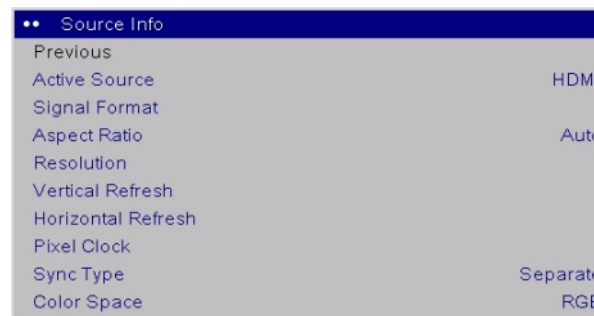 •• Source Info
Previous
Active Source HDM
Signal Format
Aspect Ratio Aut
Resolution
Vertical Refresh
Horizontal Refresh
Pixel Clock
Sync Type Separat
Color Space RG